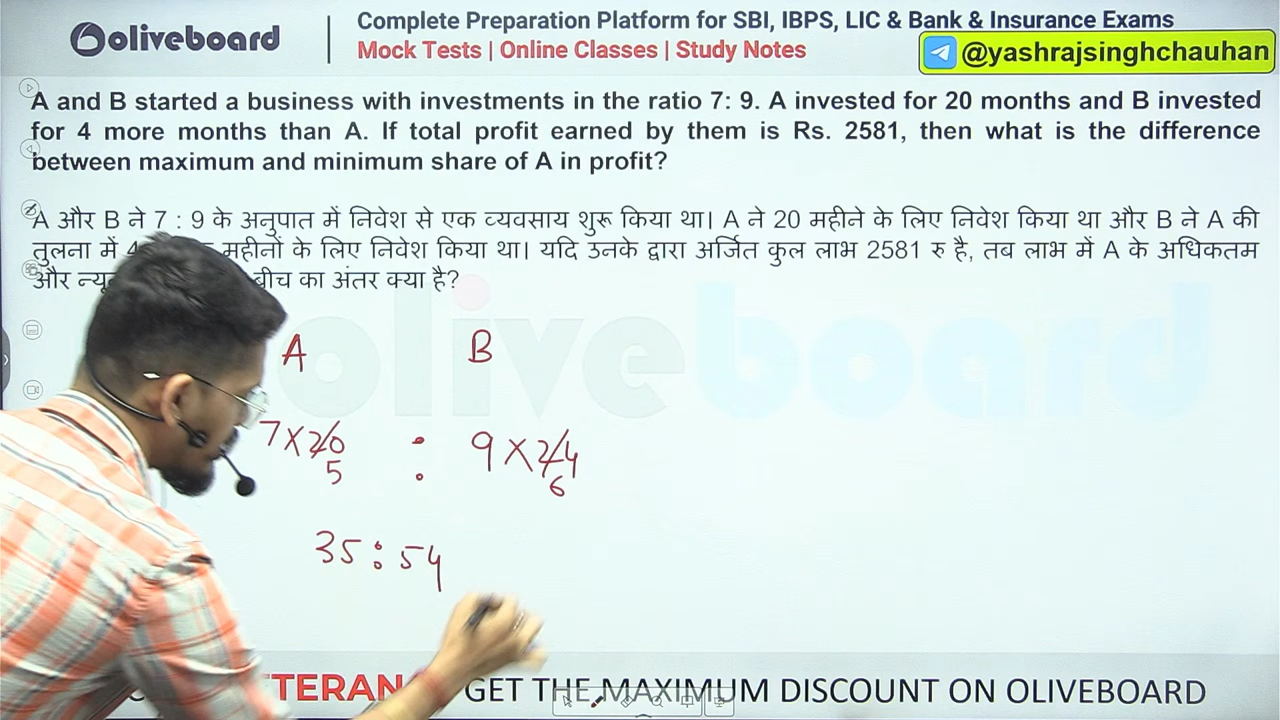 oliveboard
Complete Preparation Platform for SBI, IBPS, LIC & Bank & Insurance Exams
Mock Tests | Online Classes | Study Notes
@yashrajsinghchauhan
A and B started a business with investments in the ratio 7: 9. A invested for 20 months and B invested
for 4 more months than A. If total profit earned by them is Rs. 2581, then what is the difference
between maximum and minimum share of A in profit?
A और B ने 7 : 9 के अनुपात में निवेश से एक व्यवसाय शुरू किया था। A ने 20 महीने के लिए निवेश किया था और B ने A की
तुलना में 4 महीनों के लिए निवेश किया था। यदि उनके द्वारा अर्जित कुल लाभ 2581 रु है, तब लाभ में A के अधिकतम
और बीच का अंतर क्या है?
oliveboard
A B
7 X 20 : 9 X 24
5 6
35 : 54
TERAN GET THE MAXIMUM DISCOUNT ON OLIVEBOARD